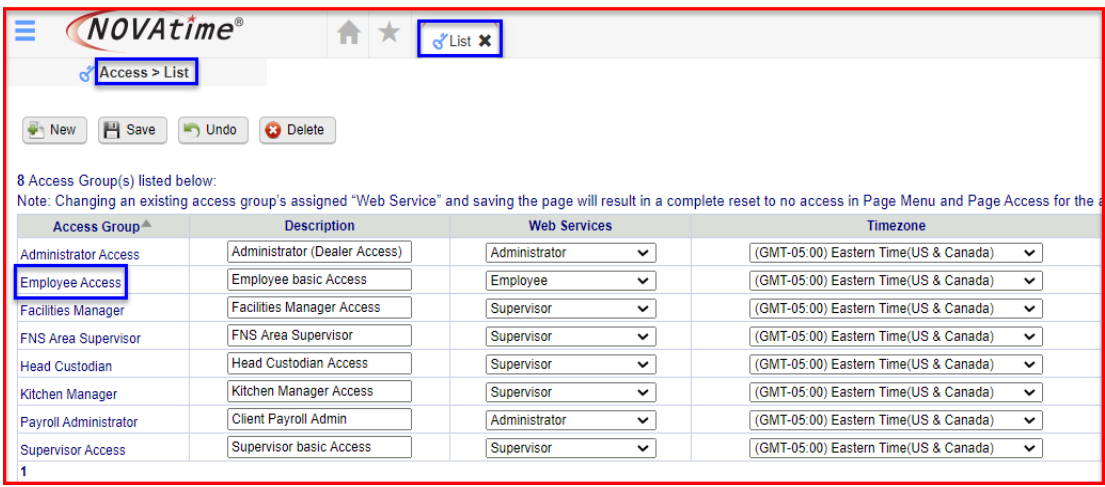 NOVAtime®
List ✖
Access > List
New Save Undo Delete
8 Access Group(s) listed below:
Note: Changing an existing access group's assigned “Web Service” and saving the page will result in a complete reset to no access in Page Menu and Page Access for the
Access Group Description Web Services Timezone
Administrator Access Administrator (Dealer Access) Administrator (GMT-05:00) Eastern Time(US & Canada)
Employee Access Employee basic Access Employee (GMT-05:00) Eastern Time(US & Canada)
Facilities Manager Facilities Manager Access Supervisor (GMT-05:00) Eastern Time(US & Canada)
FNS Area Supervisor FNS Area Supervisor Supervisor (GMT-05:00) Eastern Time(US & Canada)
Head Custodian Head Custodian Access Supervisor (GMT-05:00) Eastern Time(US & Canada)
Kitchen Manager Kitchen Manager Access Supervisor (GMT-05:00) Eastern Time(US & Canada)
Payroll Administrator Client Payroll Admin Administrator (GMT-05:00) Eastern Time(US & Canada)
Supervisor Access Supervisor basic Access Supervisor (GMT-05:00) Eastern Time(US & Canada)
1